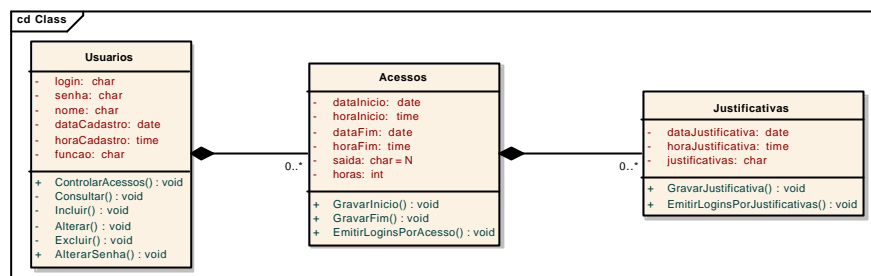 cd Class
Usuarios
- login: char
- senha: char
- nome: char
- dataCadastro: date
- horaCadastro: time
- funcao: char
+ ControlarAcessos() : void
- Consultar() : void
- Incluir() : void
- Alterar() : void
- Excluir() : void
+ AlterarSenha() : void
0..*
Acessos
- dataInicio: date
- horaInicio: time
- dataFim: date
- horaFim: time
- saida: char = N
- horas: int
+ GravarInicio() : void
+ GravarFim() : void
+ EmitirLoginsPorAcesso() : void
0..*
Justificativas
- dataJustificativa: date
- horaJustificativa: time
- justificativas: char
+ GravarJustificativa() : void
+ EmitirLoginsPorJustificativas() : void